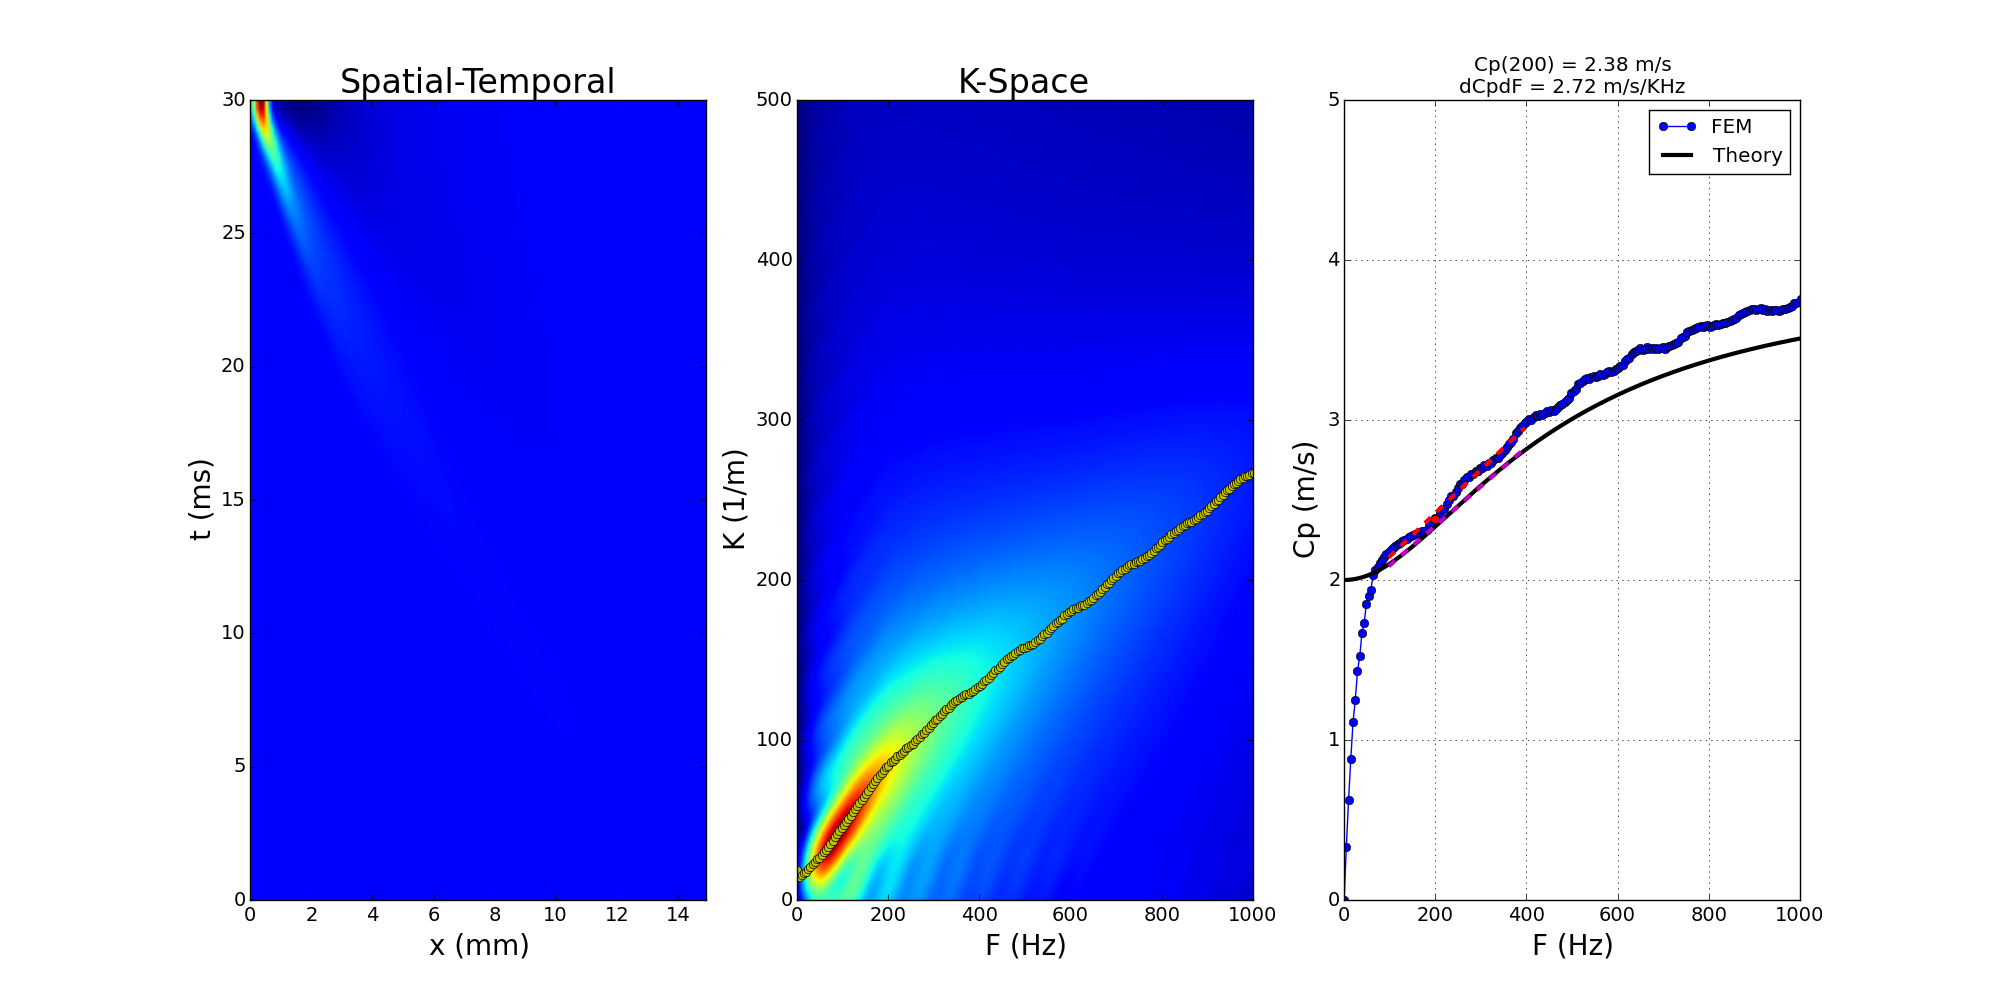 Spatial-Temporal
30
25
20
15
10
5
0
t (ms)
0 2 4 6 8 10 12 14
x (mm)
K-Space
500
400
300
200
100
0
K (1/m)
0 200 400 600 800 1000
F (Hz)
Cp(200) = 2.38 m/s
dCpdF = 2.72 m/s/KHz
FEM
Theory
5
4
3
2
1
0
Cp (m/s)
0 200 400 600 800 1000
F (Hz)